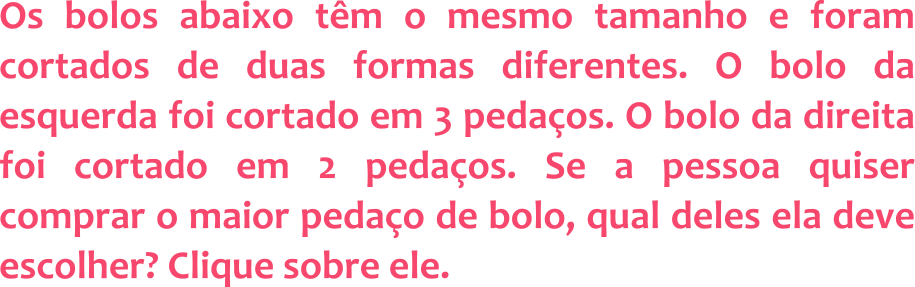 Os bolos abaixo têm o mesmo tamanho e foram
cortados de duas formas diferentes. O bolo da
esquerda foi cortado em 3 pedaços. O bolo da direita
foi cortado em 2 pedaços. Se a pessoa quiser
comprar o maior pedaço de bolo, qual deles ela deve
escolher? Clique sobre ele.